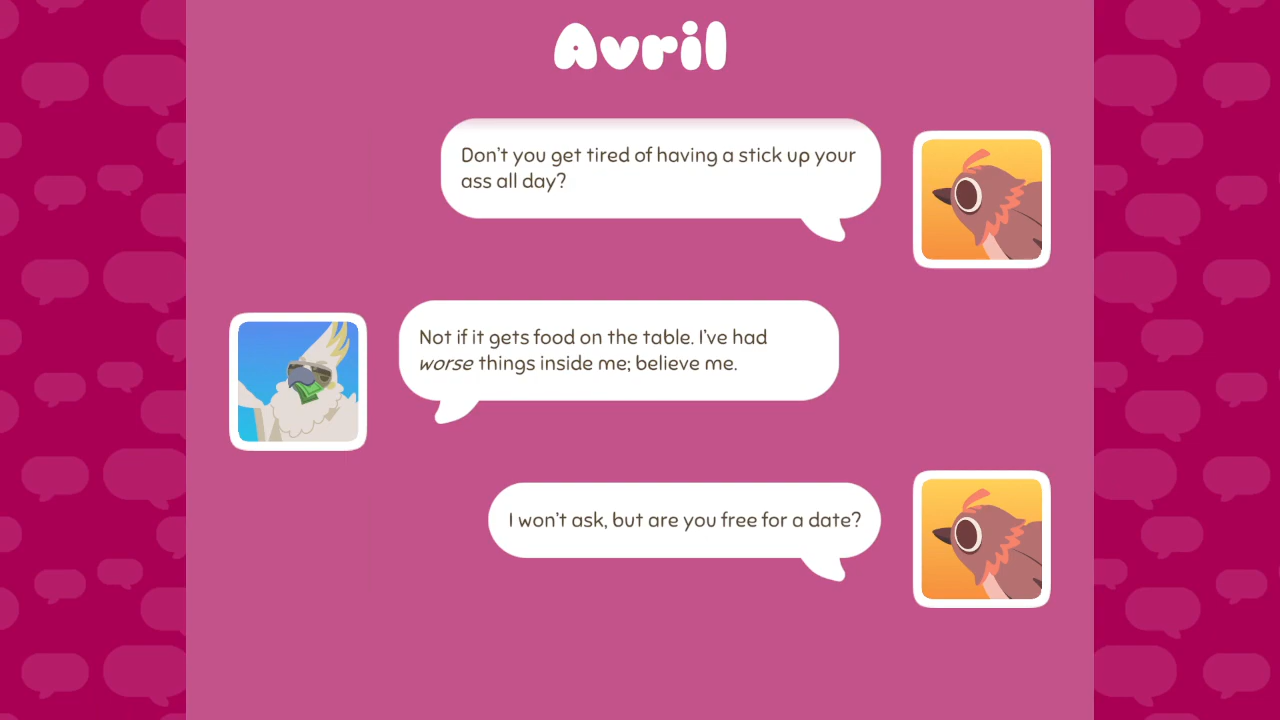 Avril
Don't you get tired of having a stick up your
ass all day?
Not if it gets food on the table. I've had
worse things inside me; believe me.
I won't ask, but are you free for a date?